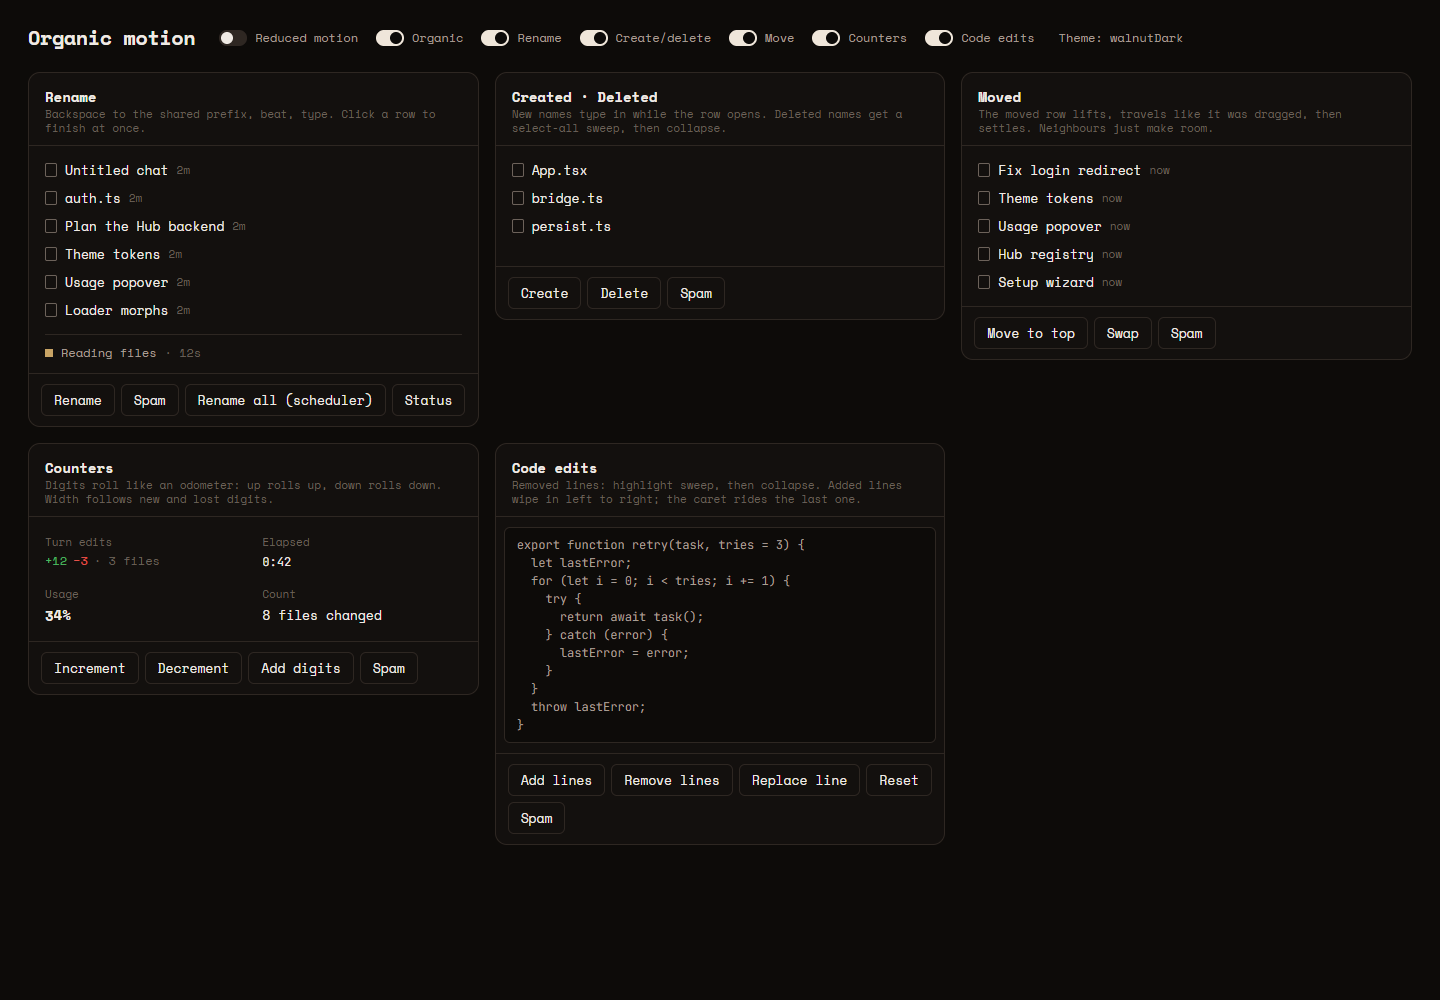 Organic motion
Reduced motion
Organic
Rename
Create/delete
Move
Counters
Code edits
Theme: walnutDark
Rename
Backspace to the shared prefix, beat, type. Click a row to
finish at once.
Untitled chat 2m
auth.ts 2m
Plan the Hub backend 2m
Theme tokens 2m
Usage popover 2m
Loader morphs 2m
Reading files · 12s
Rename
Spam
Rename all (scheduler)
Status
Created · Deleted
New names type in while the row opens. Deleted names get a
select-all sweep, then collapse.
App.tsx
bridge.ts
persist.ts
Create
Delete
Spam
Moved
The moved row lifts, travels like it was dragged, then
settles. Neighbours just make room.
Fix login redirect now
Theme tokens now
Usage popover now
Hub registry now
Setup wizard now
Move to top
Swap
Spam
Counters
Digits roll like an odometer: up rolls up, down rolls down.
Width follows new and lost digits.
Turn edits
+12 −3 · 3 files
Elapsed
0:42
Usage
34%
Count
8 files changed
Increment
Decrement
Add digits
Spam
Code edits
Removed lines: highlight sweep, then collapse. Added lines
wipe in left to right; the caret rides the last one.
export function retry(task, tries = 3) {
let lastError;
for (let i = 0; i < tries; i += 1) {
try {
return await task();
} catch (error) {
lastError = error;
}
}
throw lastError;
}
Add lines
Remove lines
Replace line
Reset
Spam